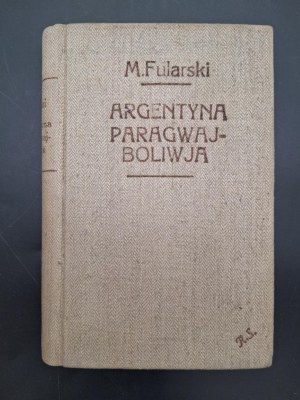 M. Fularski
ARGENTYNA
PARAGWAJ-
BOLIWJA
R.S.